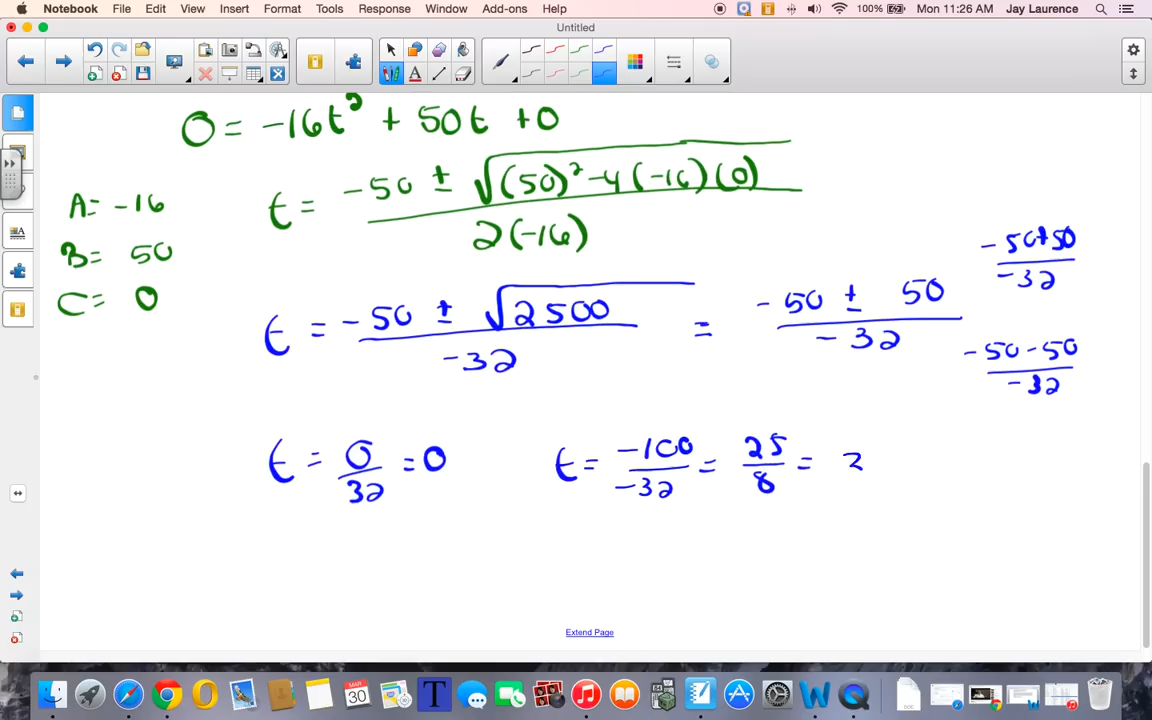 Notebook File Edit View Insert Format Tools Response Window Add-ons Help 100% Mon 11:26 AM Jay Laurence
Untitled
0 = -16t² + 50t + 0
t = (-50 ± √((50)² - 4(-16)(0))) / 2(-16)
A = -16
B = 50
C = 0
t = (-50 ± √2500) / -32 = (-50 ± 50) / -32
(-50+50) / -32
(-50-50) / -32
t = 0/32 = 0
t = -100/-32 = 25/8 =
Extend Page